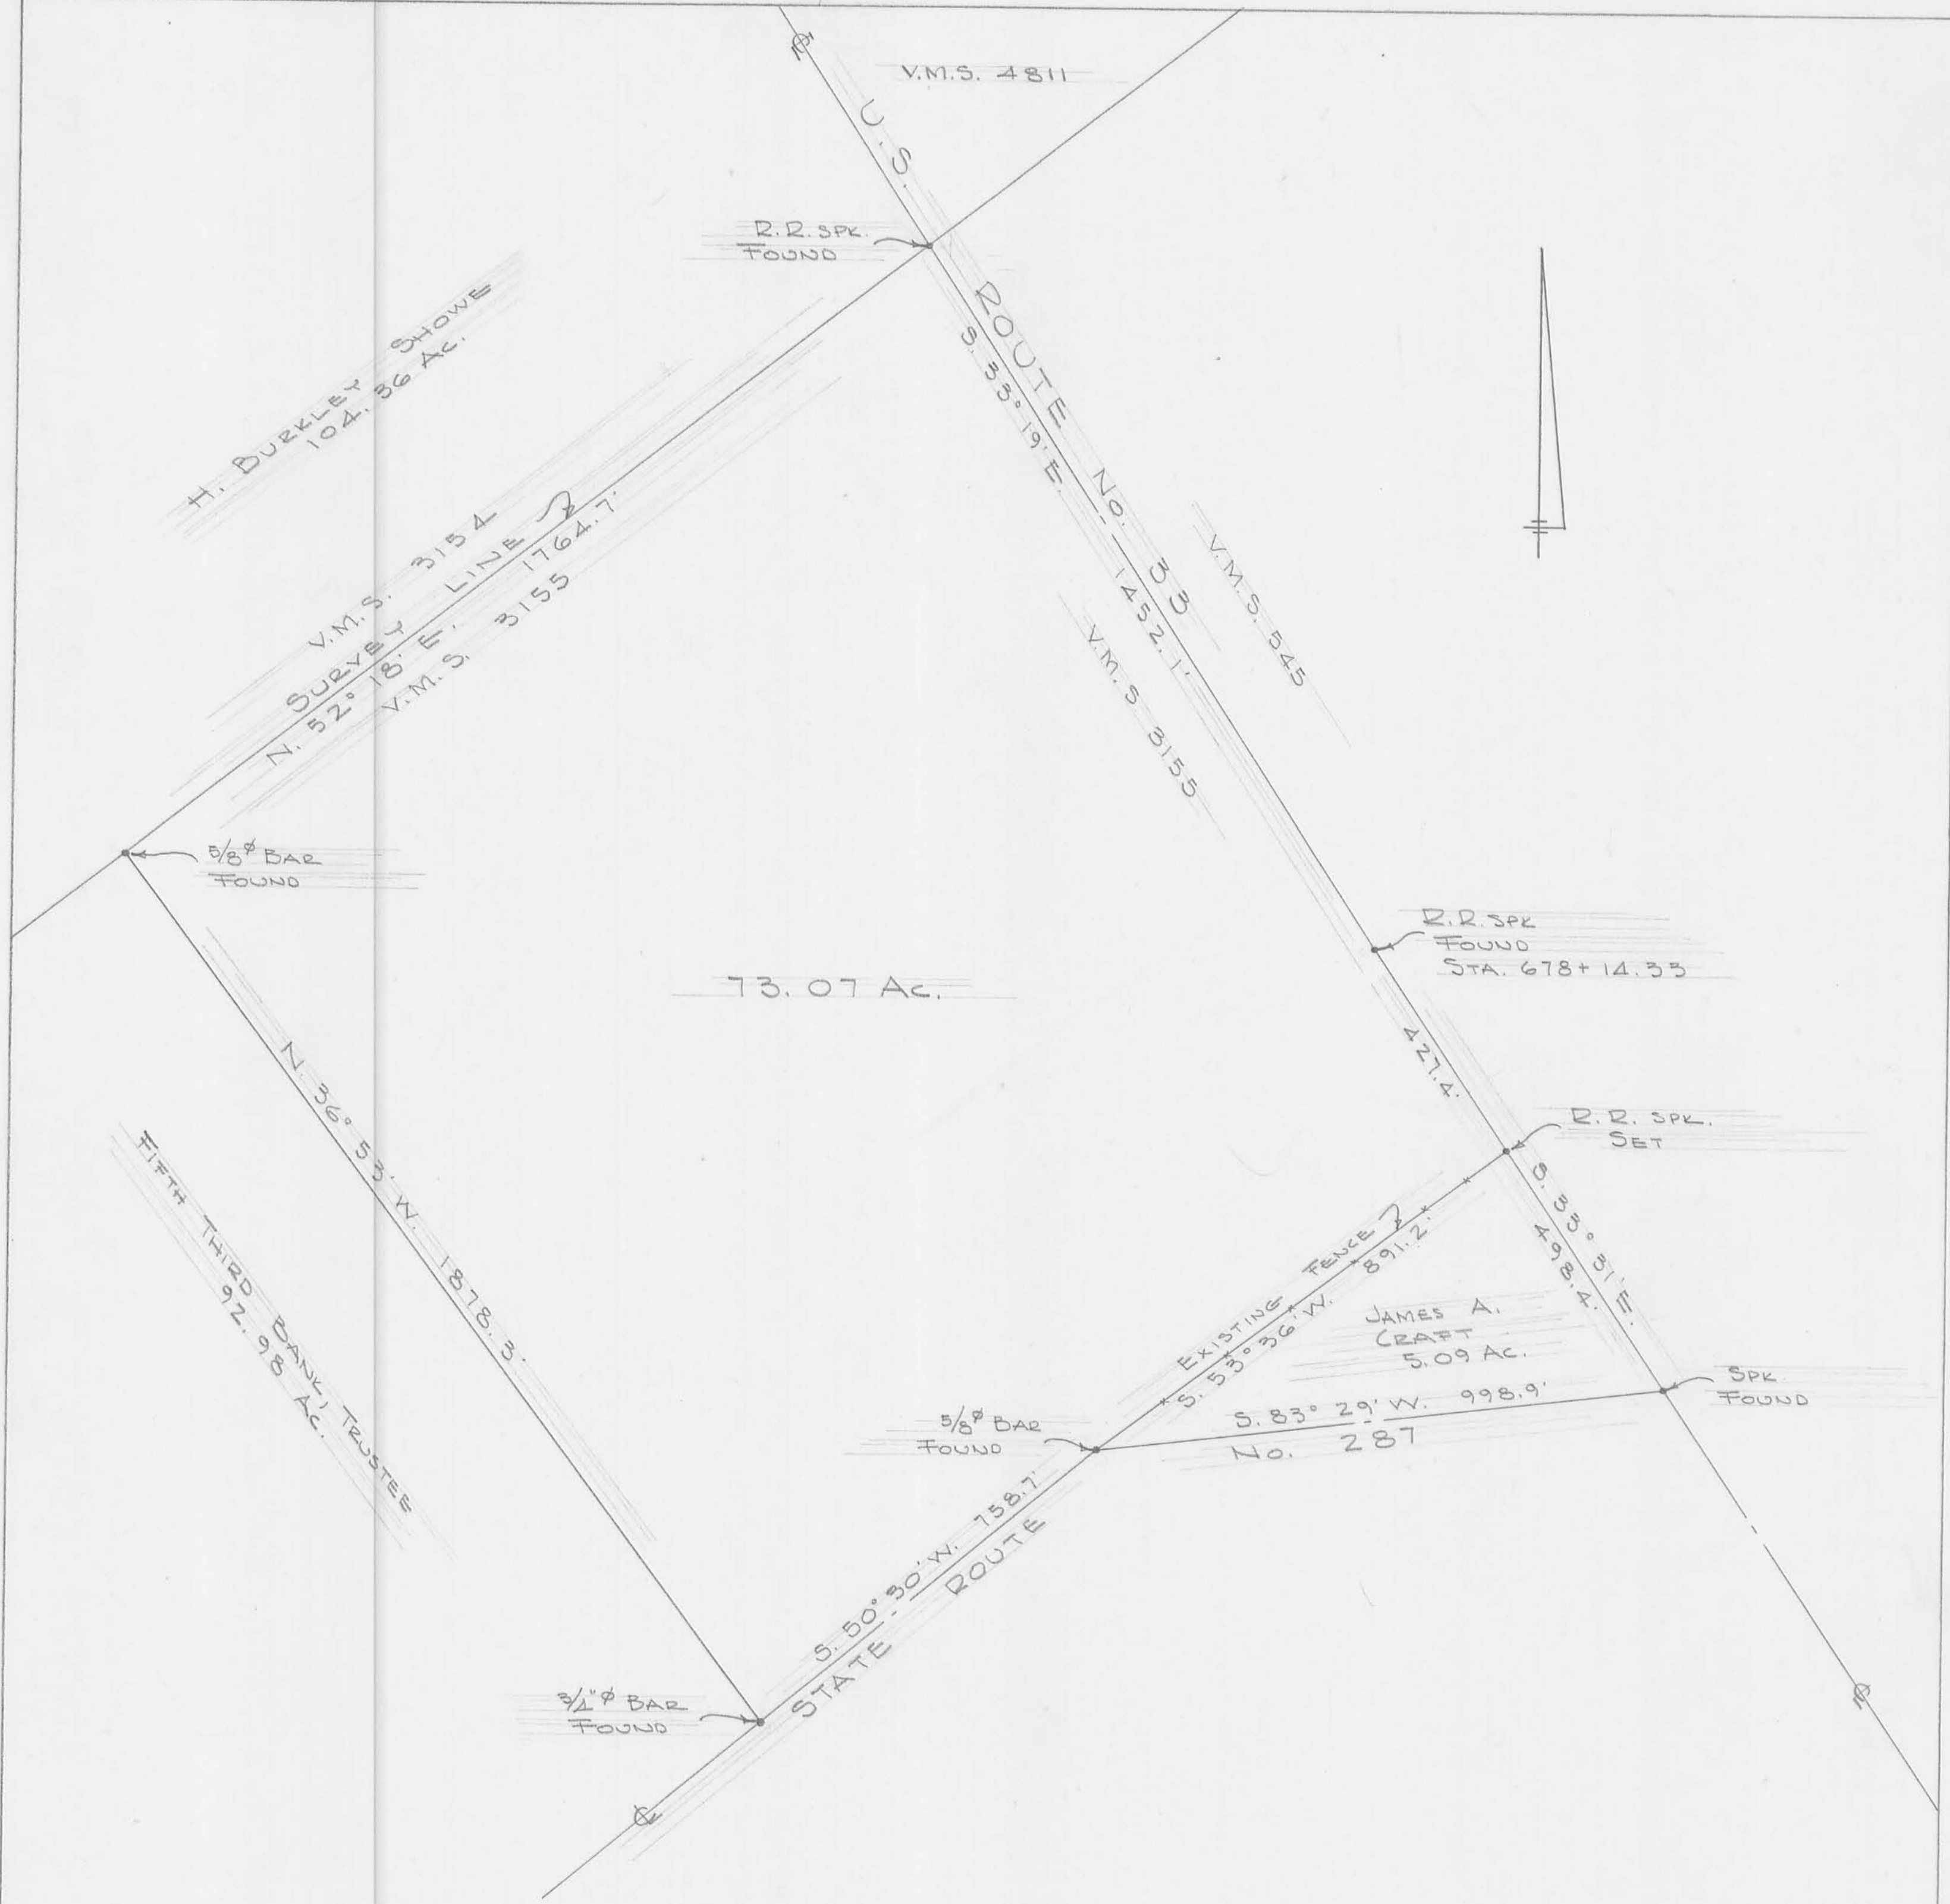 V.M.S. 4811
U.S. ROUTE No. 33
R.R. SPK.
FOUND
H. BURKLEY SHOWE
104.36 AC.
S. 33° 19' E. 1452.1'
V.M.S. 3154
SURVEY LINE
N. 52° 18' E. 1764.7'
V.M.S. 3155
V.M.S. 545
V.M.S. 3155
5/8 Ø BAR
FOUND
R.R. SPK
FOUND
STA. 678+14.33
73.07 AC.
427.4'
N. 36° 53' W. 1878.3'
FIFTH THIRD BANK, TRUSTEE
92.98 AC.
R.R. SPK.
SET
S. 33° 31' E.
498.4'
EXISTING FENCE
S. 53° 36' W. 891.2'
JAMES A.
CRAFT
5.09 AC.
SPK
FOUND
S. 83° 29' W. 998.9'
5/8 Ø BAR
FOUND
S. 50° 30' W. 758.7'
STATE ROUTE No. 287
3/4" Ø BAR
FOUND